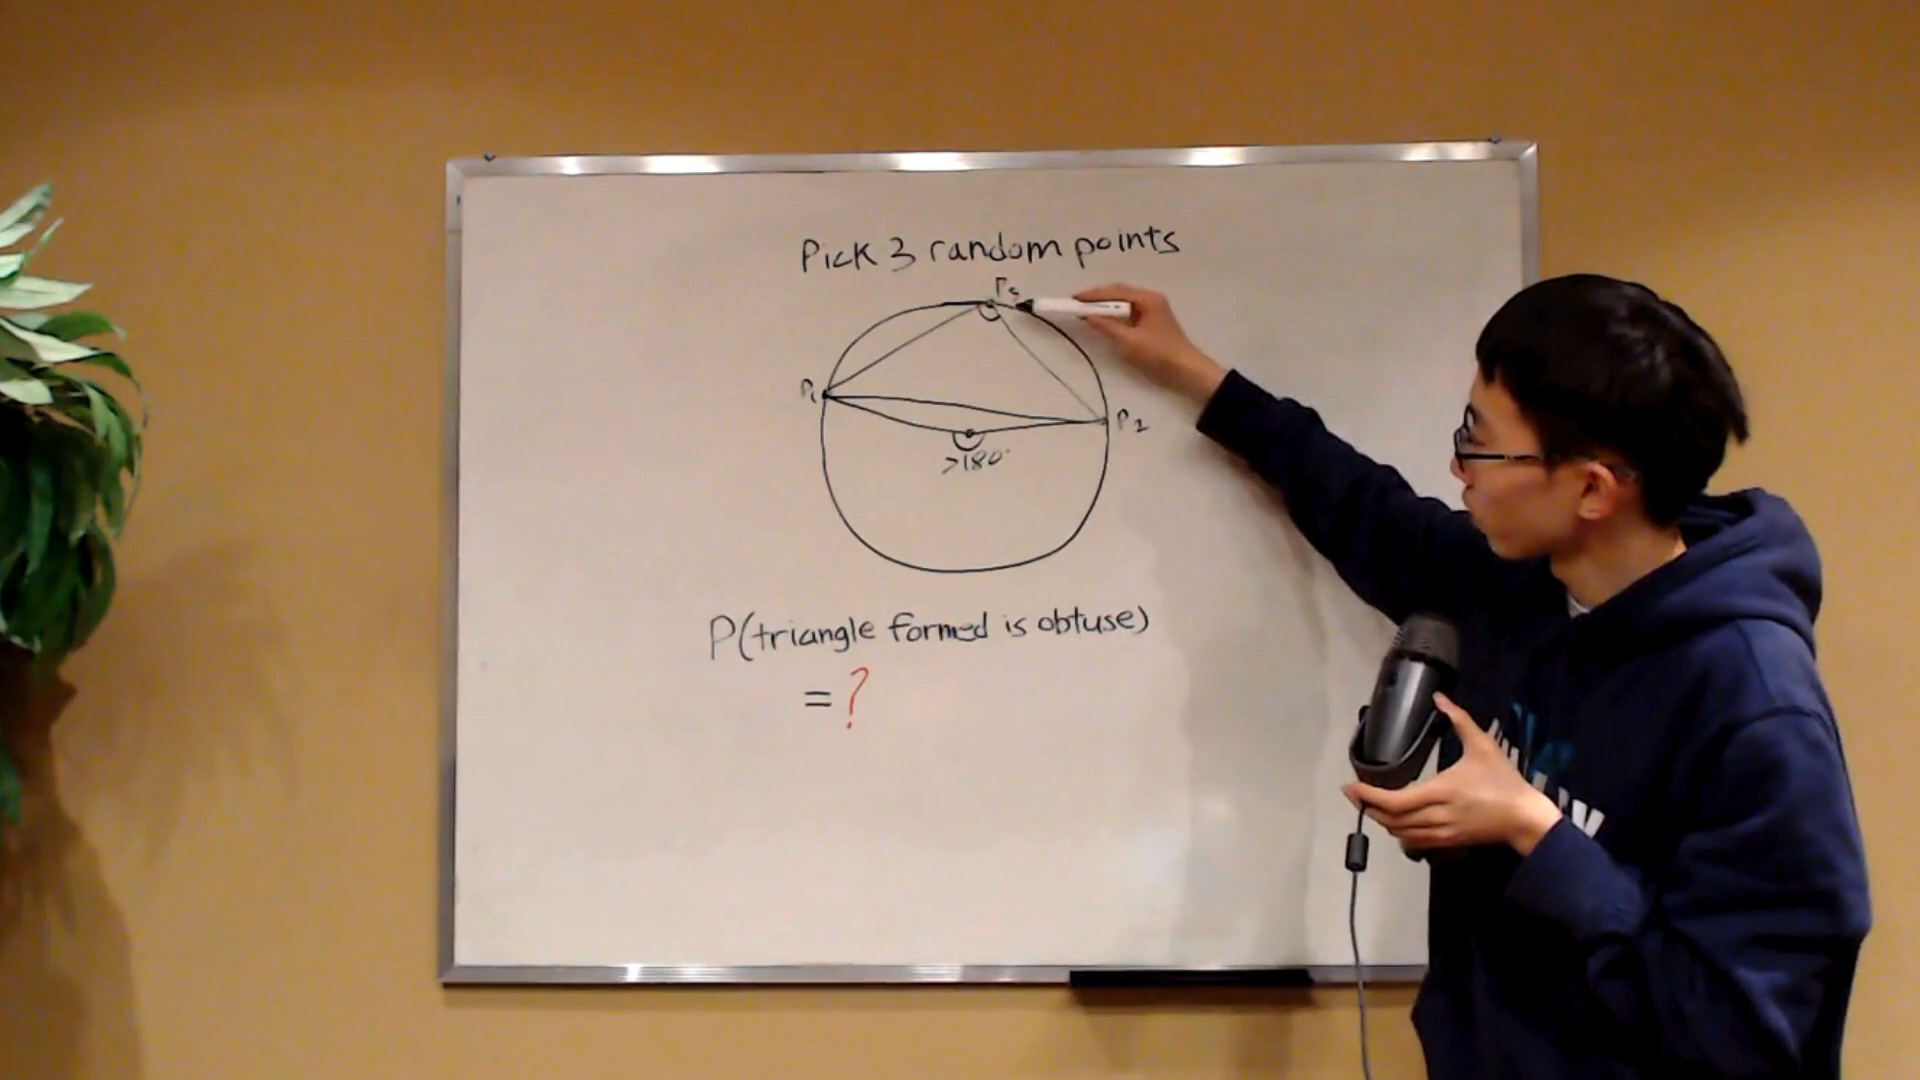 Pick 3 random points
P3
P1
P2
>180°
P(triangle formed is obtuse)
= ?